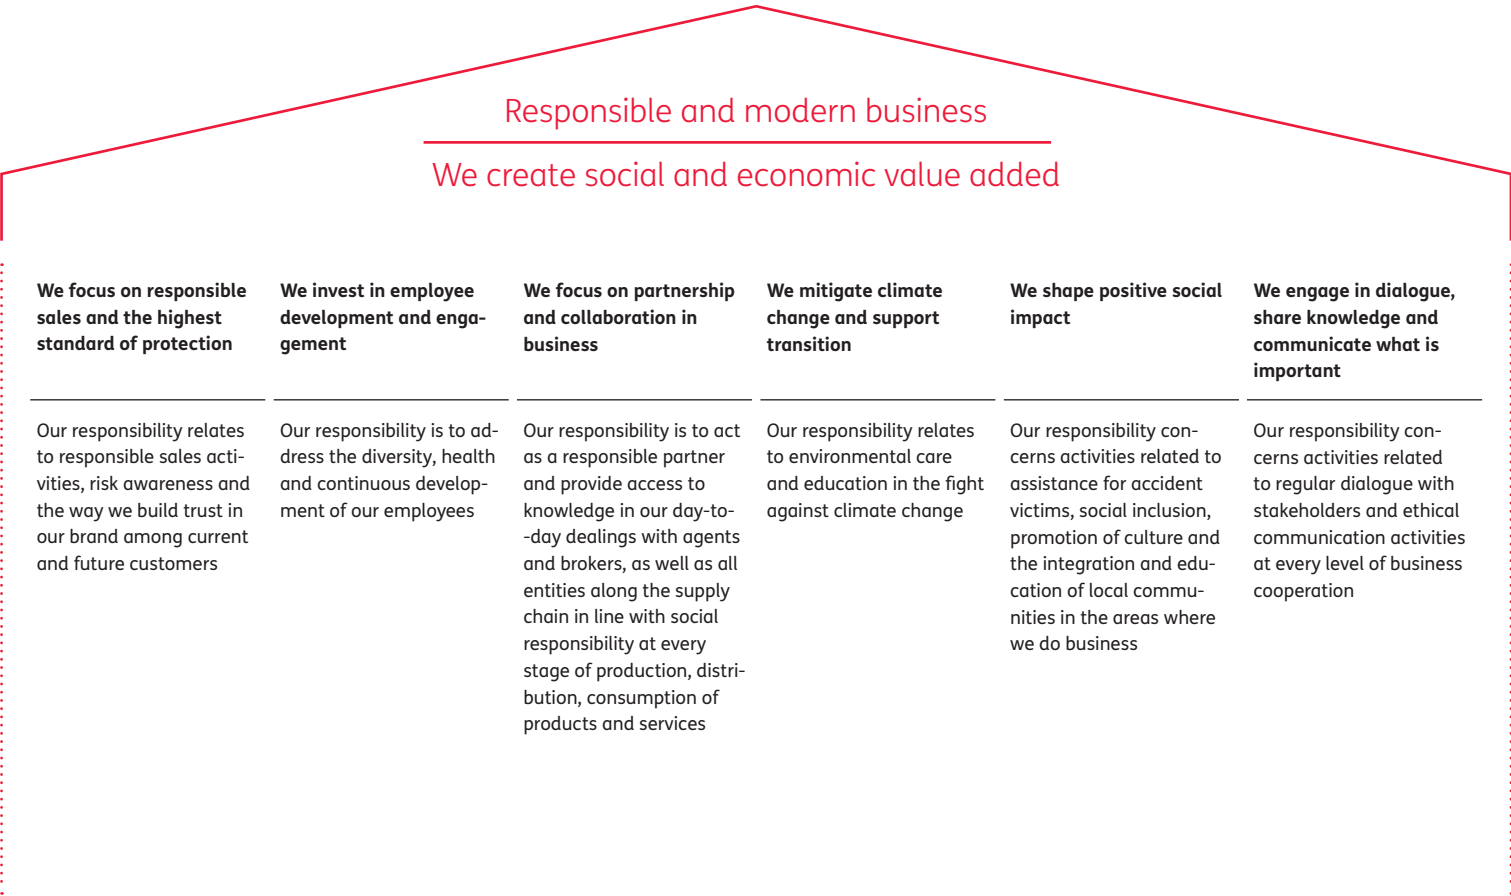 Responsible and modern business
We create social and economic value added
We focus on responsible
sales and the highest
standard of protection
We invest in employee
development and enga-
gement
We focus on partnership
and collaboration in
business
We mitigate climate
change and support
transition
We shape positive social
impact
We engage in dialogue,
share knowledge and
communicate what is
important
Our responsibility relates
to responsible sales acti-
vities, risk awareness and
the way we build trust in
our brand among current
and future customers
Our responsibility is to ad-
dress the diversity, health
and continuous develop-
ment of our employees
Our responsibility is to act
as a responsible partner
and provide access to
knowledge in our day-to-
-day dealings with agents
and brokers, as well as all
entities along the supply
chain in line with social
responsibility at every
stage of production, distri-
bution, consumption of
products and services
Our responsibility relates
to environmental care
and education in the fight
against climate change
Our responsibility con-
cerns activities related to
assistance for accident
victims, social inclusion,
promotion of culture and
the integration and edu-
cation of local commu-
nities in the areas where
we do business
Our responsibility con-
cerns activities related
to regular dialogue with
stakeholders and ethical
communication activities
at every level of business
cooperation